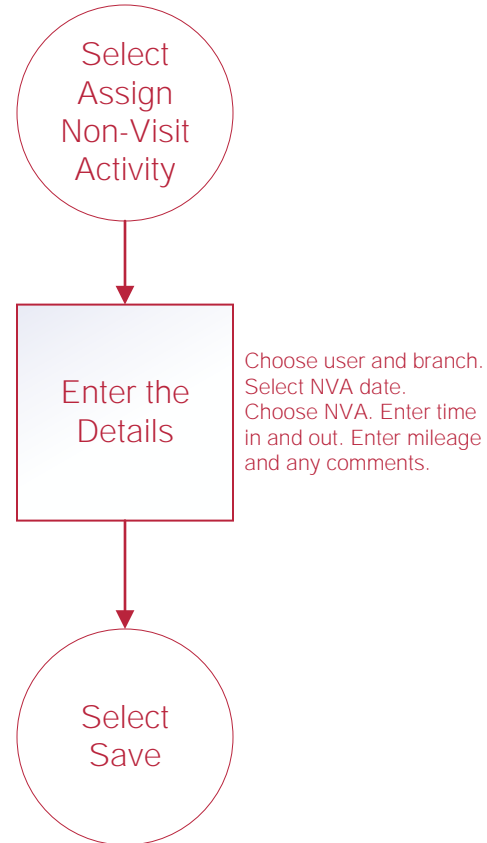 Select
Assign
Non-Visit
Activity
Enter the
Details
Choose user and branch.
Select NVA date.
Choose NVA. Enter time
in and out. Enter mileage
and any comments.
Select
Save